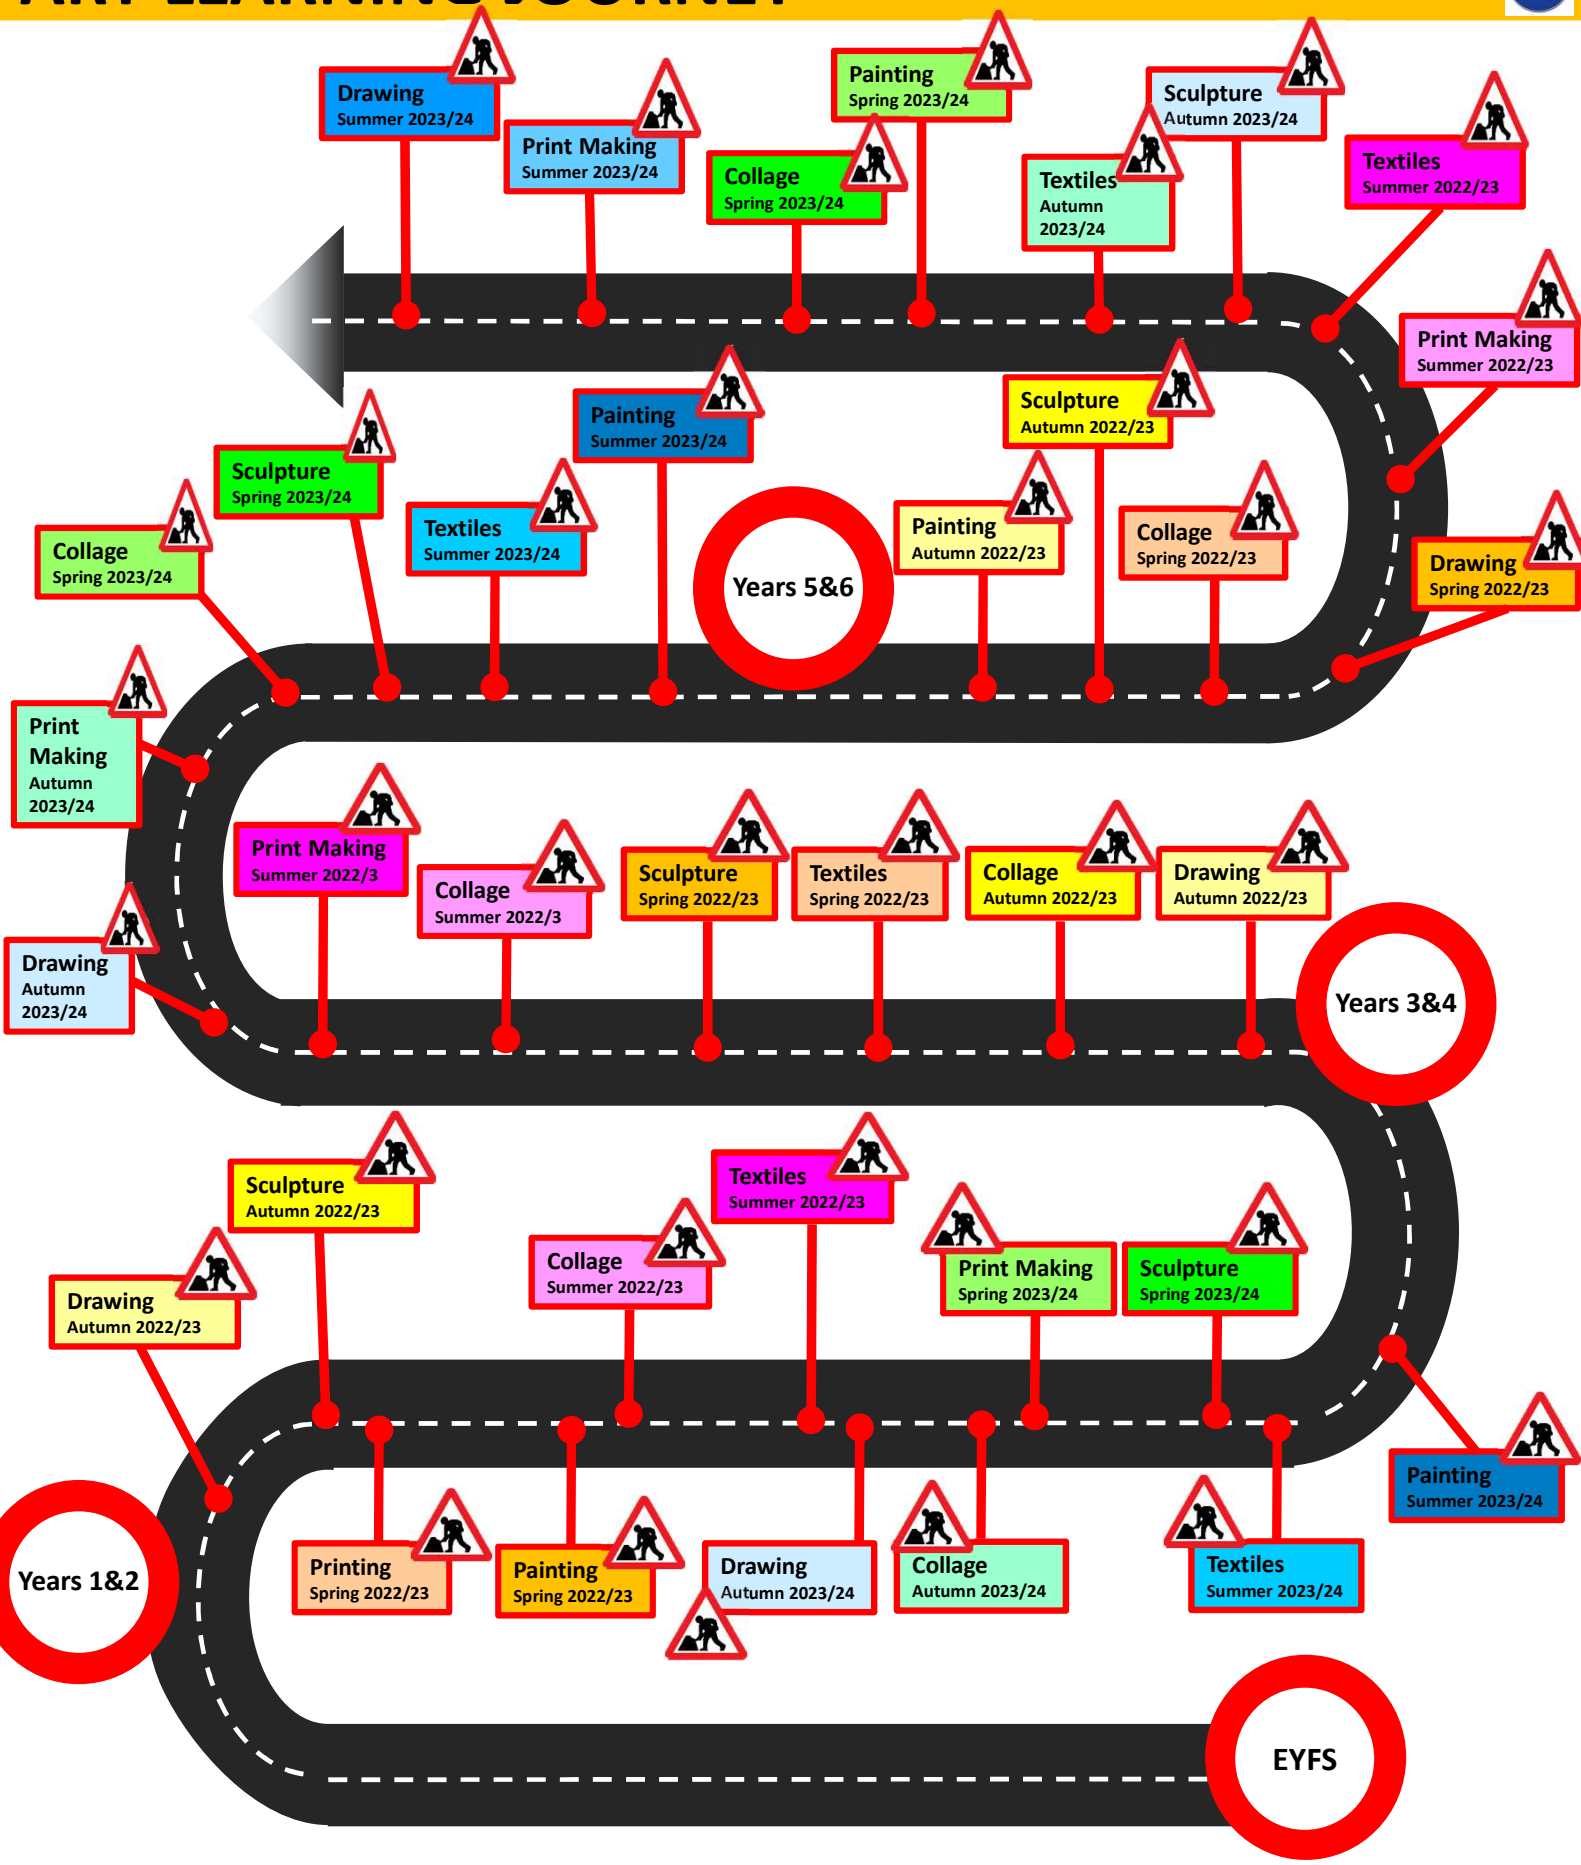 ART LEARNING JOURNEY
Drawing
Summer 2023/24
Print Making
Summer 2023/24
Painting
Spring 2023/24
Collage
Spring 2023/24
Sculpture
Autumn 2023/24
Textiles
Autumn
2023/24
Textiles
Summer 2022/23
Print Making
Summer 2022/23
Painting
Summer 2023/24
Sculpture
Autumn 2022/23
Sculpture
Spring 2023/24
Textiles
Summer 2023/24
Painting
Autumn 2022/23
Collage
Spring 2022/23
Collage
Spring 2023/24
Drawing
Spring 2022/23
Years 5&6
Print
Making
Autumn
2023/24
Print Making
Summer 2022/3
Collage
Summer 2022/3
Sculpture
Spring 2022/23
Textiles
Spring 2022/23
Collage
Autumn 2022/23
Drawing
Autumn 2022/23
Drawing
Autumn
2023/24
Years 3&4
Sculpture
Autumn 2022/23
Textiles
Summer 2022/23
Collage
Summer 2022/23
Print Making
Spring 2023/24
Sculpture
Spring 2023/24
Drawing
Autumn 2022/23
Painting
Summer 2023/24
Years 1&2
Printing
Spring 2022/23
Painting
Spring 2022/23
Drawing
Autumn 2023/24
Collage
Autumn 2023/24
Textiles
Summer 2023/24
EYFS